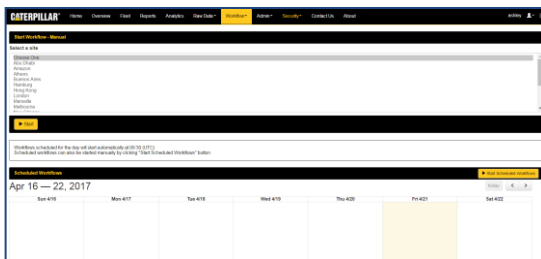 CATERPILLAR® Home Overview Fleet Reports Analytics Raw Data Workflow Admin Security Contact Us About ashley
Start Workflow - Manual
Select a site
Choose One
Abu Dhabi
Amazon
Athens
Buenos Aires
Hamburg
Hong Kong
London
Marseille
Melbourne
Start
Workflows scheduled for the day will start automatically at 00:30 (UTC)
Scheduled workflows can also be started manually by clicking "Start Scheduled Workflows" button
Scheduled Workflows Start Scheduled Workflows
Apr 16 — 22, 2017 today
Sun 4/16 Mon 4/17 Tue 4/18 Wed 4/19 Thu 4/20 Fri 4/21 Sat 4/22